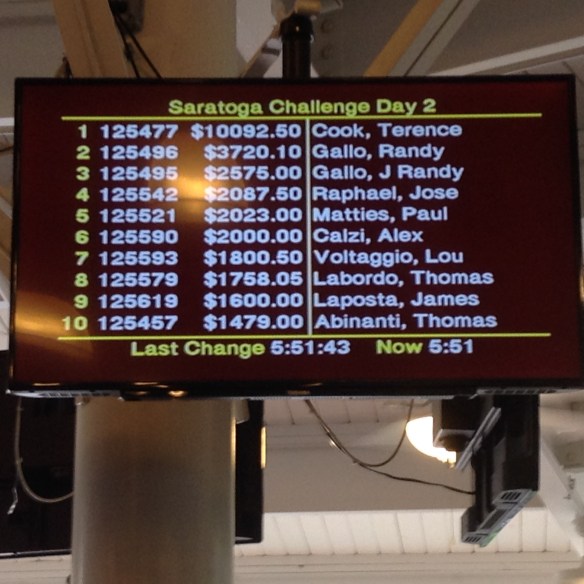 Saratoga Challenge Day 2
1 125477 $10092.50 Cook, Terence
2 125496 $3720.10 Gallo, Randy
3 125495 $2575.00 Gallo, J Randy
4 125542 $2087.50 Raphael, Jose
5 125521 $2023.00 Matties, Paul
6 125590 $2000.00 Calzi, Alex
7 125593 $1800.50 Voltaggio, Lou
8 125579 $1758.05 Labordo, Thomas
9 125619 $1600.00 Laposta, James
10 125457 $1479.00 Abinanti, Thomas
Last Change 5:51:43 Now 5:51